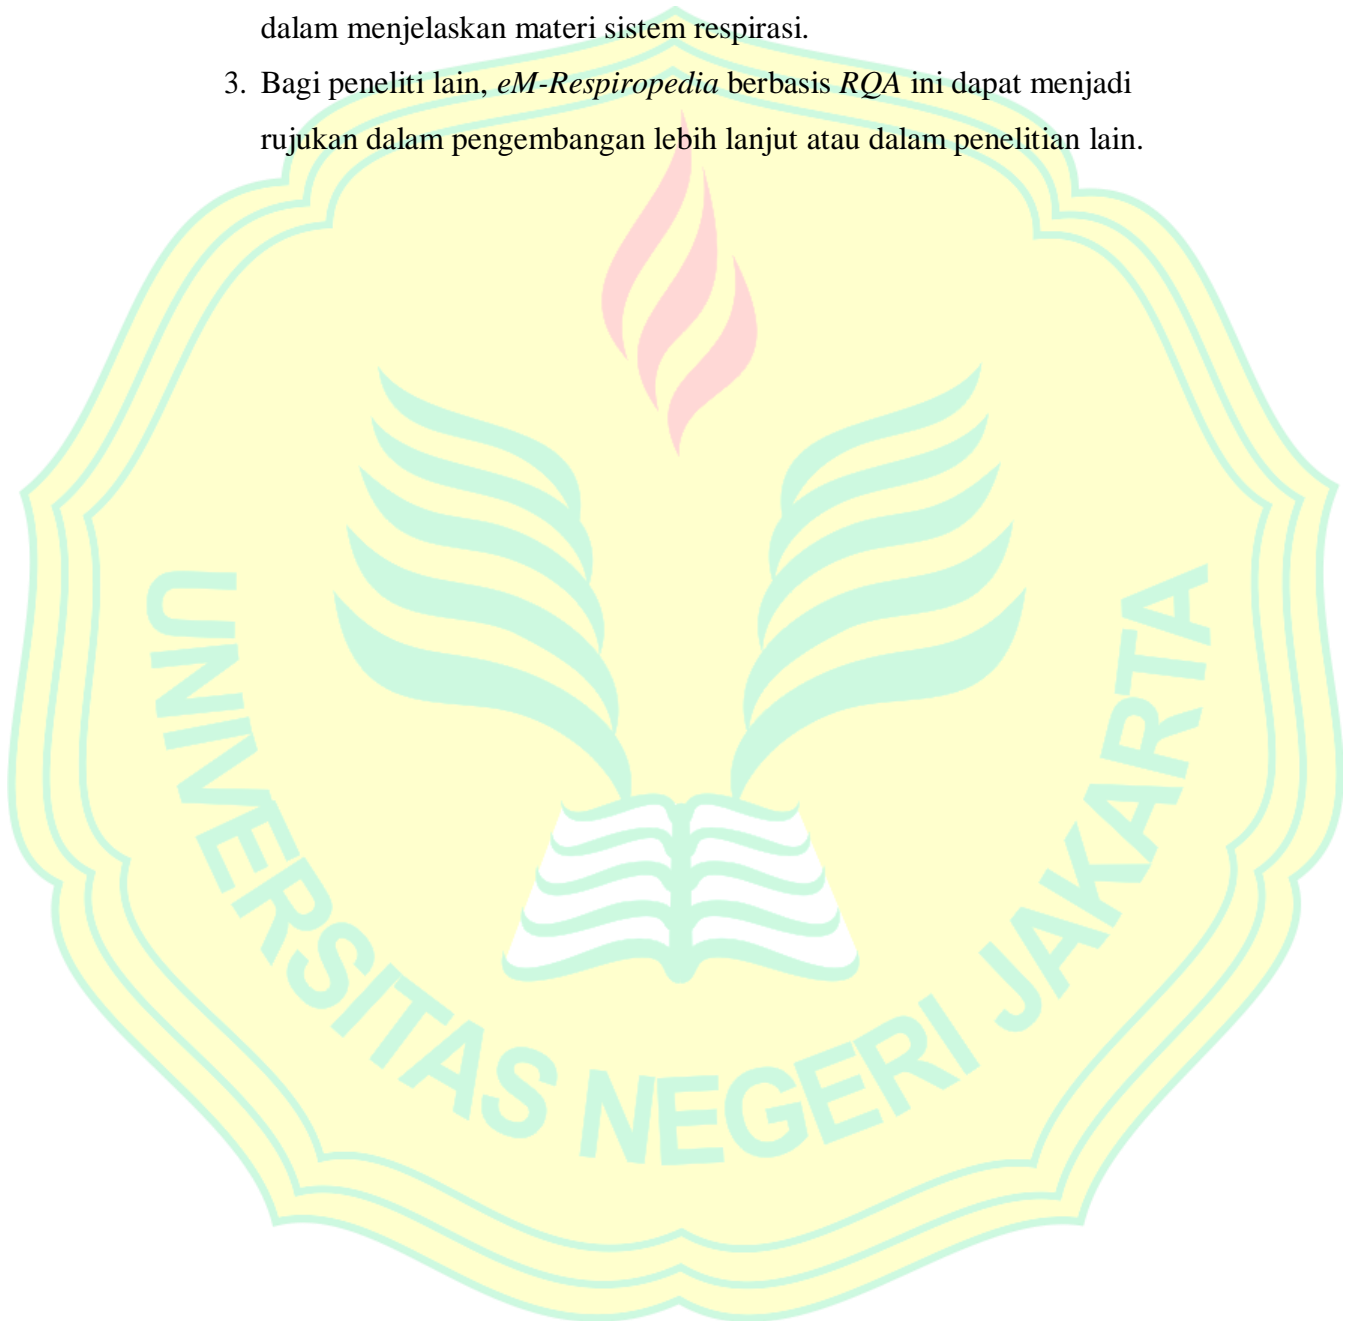 dalam menjelaskan materi sistem respirasi.
3. Bagi peneliti lain, eM-Respiropedia berbasis RQA ini dapat menjadi
rujukan dalam pengembangan lebih lanjut atau dalam penelitian lain.
UNIVERSITAS NEGERI JAKARTA